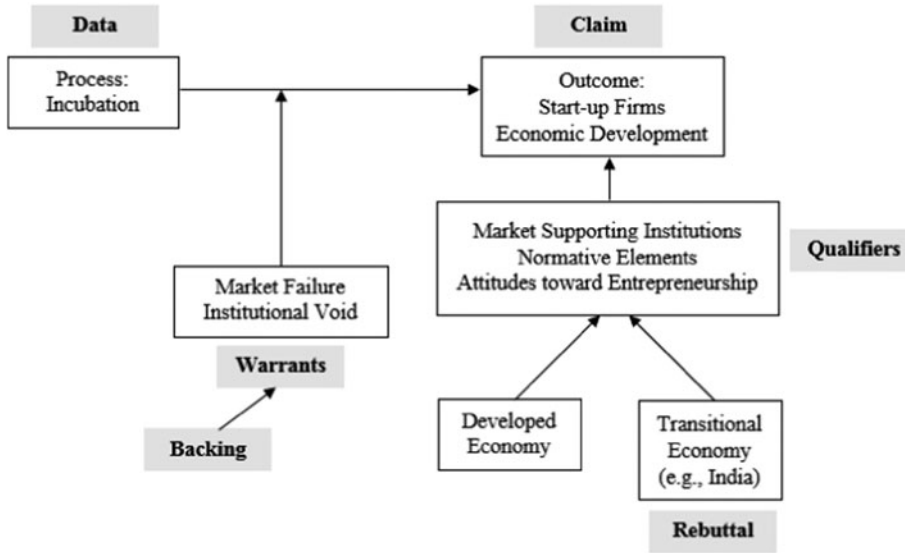 Data
Claim
Process:
Incubation
Outcome:
Start-up Firms
Economic Development
Market Supporting Institutions
Normative Elements
Attitudes toward Entrepreneurship
Qualifiers
Market Failure
Institutional Void
Warrants
Backing
Developed
Economy
Transitional
Economy
(e.g., India)
Rebuttal